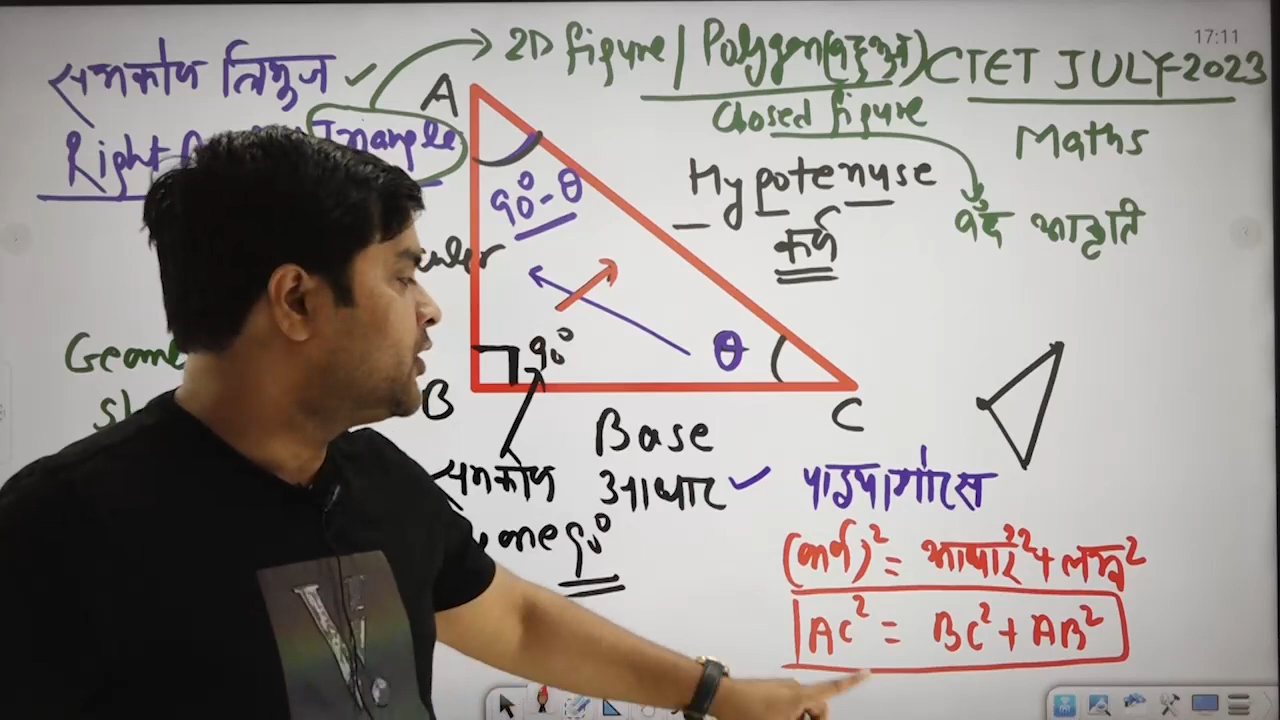 17:11
समकोण त्रिभुज
2D figure / Polygon (बहुभुज)
CTET JULY-2023
Closed figure
Maths
Right
Triangle
A
90°-θ
Hypotenuse
कर्ण
बंद आकृति
90°
θ
B
C
Base
समकोण
आधार
पाइथागोरस
one 90°
(कर्ण)² = आधार² + लम्ब²
AC² = BC² + AB²